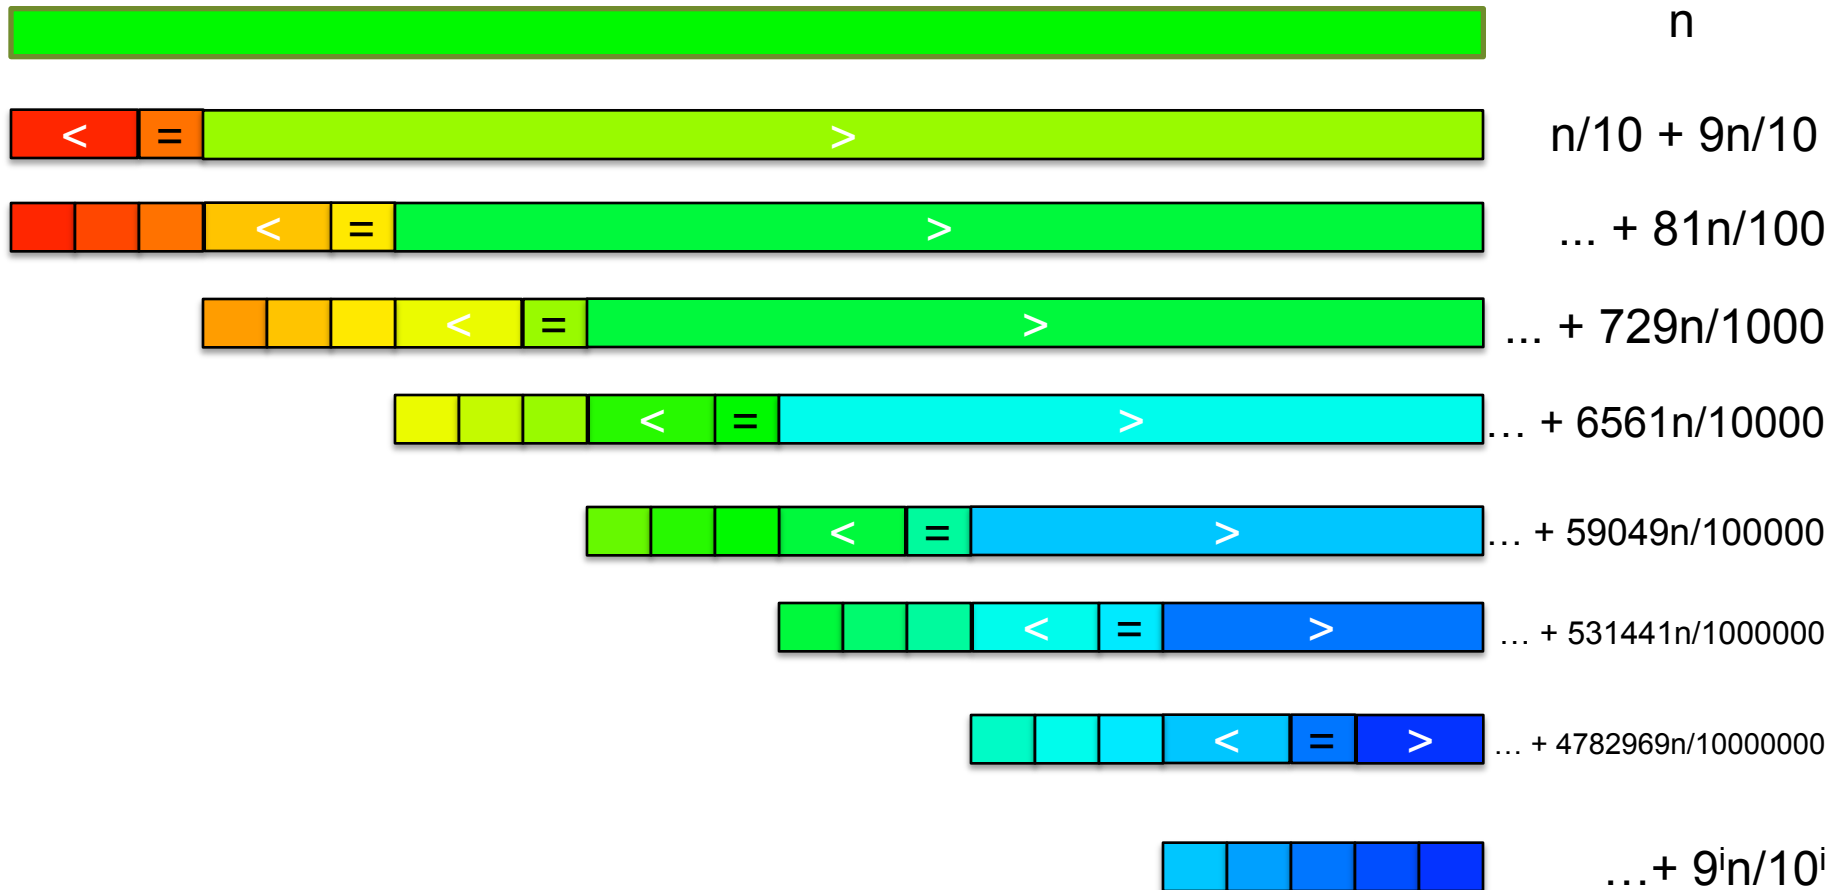 n
< = > n/10 + 9n/10
< = > ... + 81n/100
< = > ... + 729n/1000
< = > ... + 6561n/10000
< = > ... + 59049n/100000
< = > ... + 531441n/1000000
< = > ... + 4782969n/10000000
...+ 9ⁱn/10ⁱ